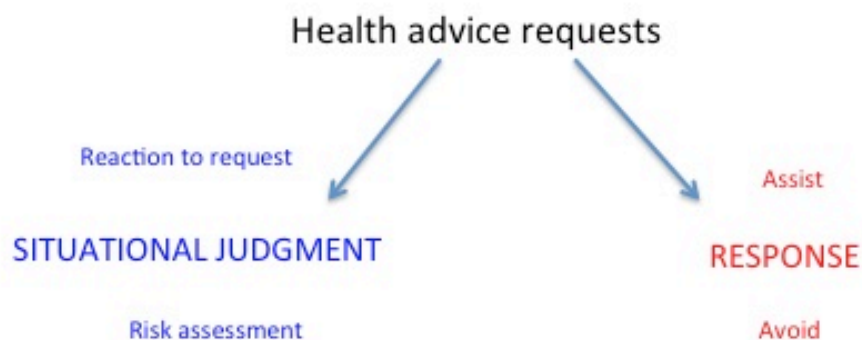 Health advice requests
Reaction to request
Assist
SITUATIONAL JUDGMENT
RESPONSE
Risk assessment
Avoid